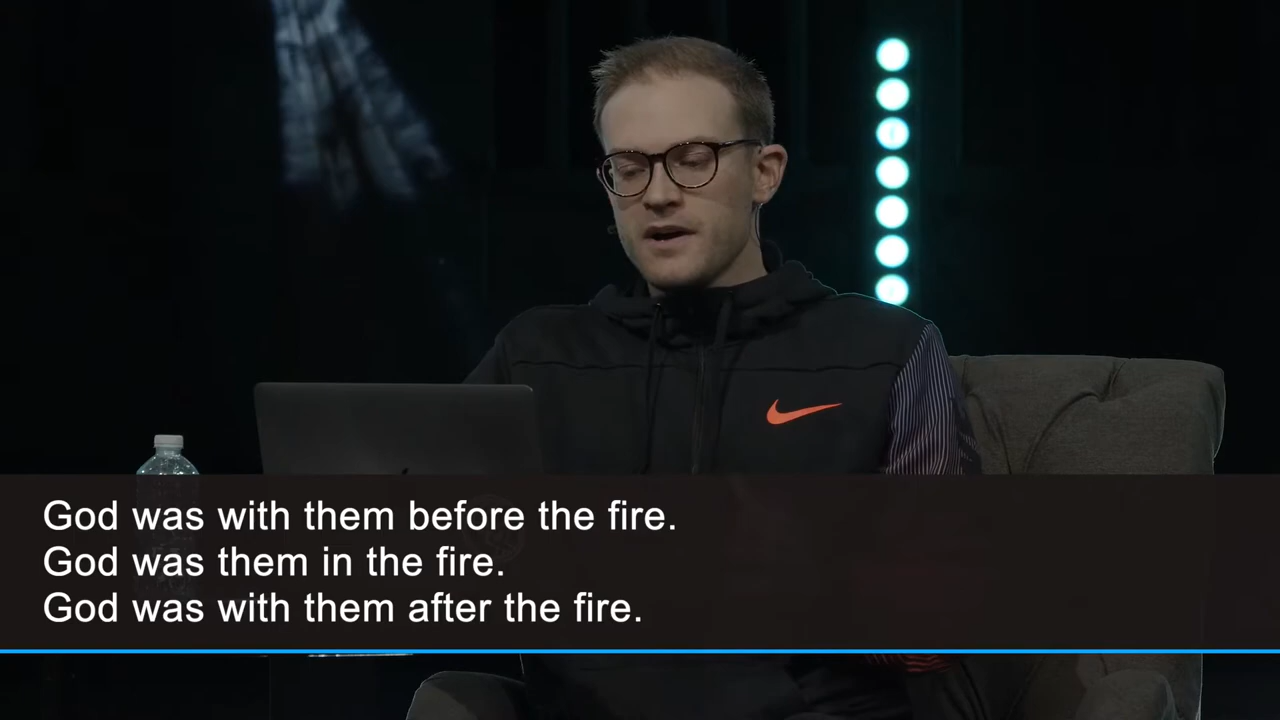 God was with them before the fire.
God was them in the fire.
God was with them after the fire.